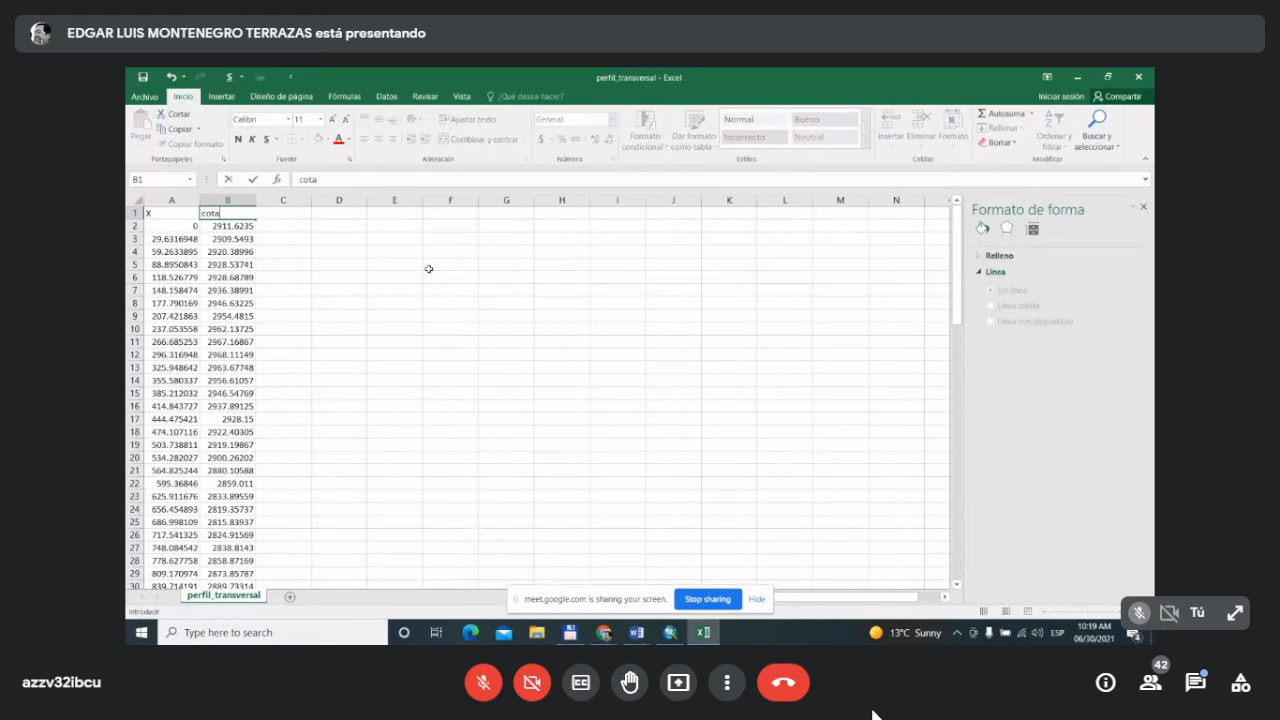 EDGAR LUIS MONTENEGRO TERRAZAS está presentando
perfil_transversal - Excel
Archivo Inicio Insertar Diseño de página Fórmulas Datos Revisar Vista ¿Qué desea hacer? Iniciar sesión Compartir
Pegar
Cortar
Copiar
Copiar formato
Portapapeles
Calibri 11
N K S
Fuente
Ajustar texto
Combinar y centrar
Alineación
General
Número
Formato condicional
Dar formato como tabla
Normal Bueno
Incorrecto Neutral
Estilos
Insertar Eliminar Formato
Celdas
Autosuma
Rellenar
Borrar
Ordenar y filtrar
Buscar y seleccionar
Modificar
B1 cota
A B C D E F G H I J K L M N
1 X cota
2 0 2911.6235
3 29.6316948 2909.5493
4 59.2633895 2920.38996
5 88.8950843 2928.53741
6 118.526779 2928.68789
7 148.158474 2936.38991
8 177.790169 2946.63225
9 207.421863 2954.4815
10 237.053558 2962.13725
11 266.685253 2967.16867
12 296.316948 2968.11149
13 325.948642 2963.67748
14 355.580337 2956.61057
15 385.212032 2946.54769
16 414.843727 2937.89125
17 444.475421 2928.15
18 474.107116 2922.40305
19 503.738811 2919.19867
20 534.282027 2900.26202
21 564.825244 2880.10588
22 595.36846 2859.011
23 625.911676 2833.89559
24 656.454893 2819.35737
25 686.998109 2815.83937
26 717.541325 2824.91569
27 748.084542 2838.8143
28 778.627758 2858.87169
29 809.170974 2873.85787
30 839.714191 2889.73314
Formato de forma
Relleno
Línea
Sin línea
Línea sólida
Línea con degradado
perfil_transversal
Introducir
meet.google.com is sharing your screen. Stop sharing Hide
Tú
Type here to search
13°C Sunny ESP
10:19 AM
06/30/2021
azzv32ibcu
42